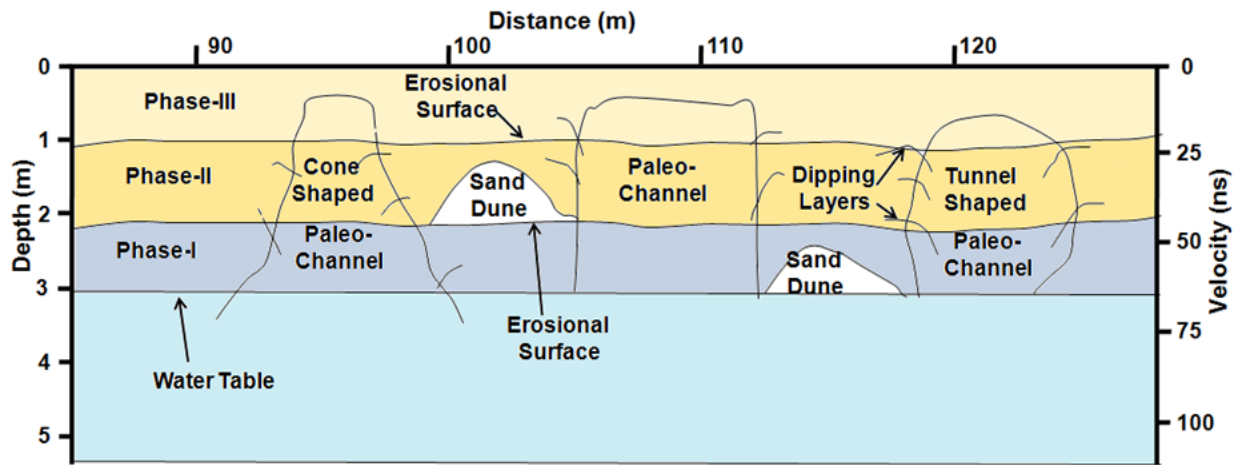 Distance (m)
90
100
110
120
0
0
Erosional
Surface
Phase-III
1
25
Cone
Shaped
Paleo-
Channel
Dipping
Layers
Tunnel
Shaped
Phase-II
Sand
Dune
2
50
Paleo-
Channel
Paleo-
Channel
Phase-I
Sand
Dune
3
Erosional
Surface
75
4
Water Table
5
100
Depth (m)
Velocity (ns)